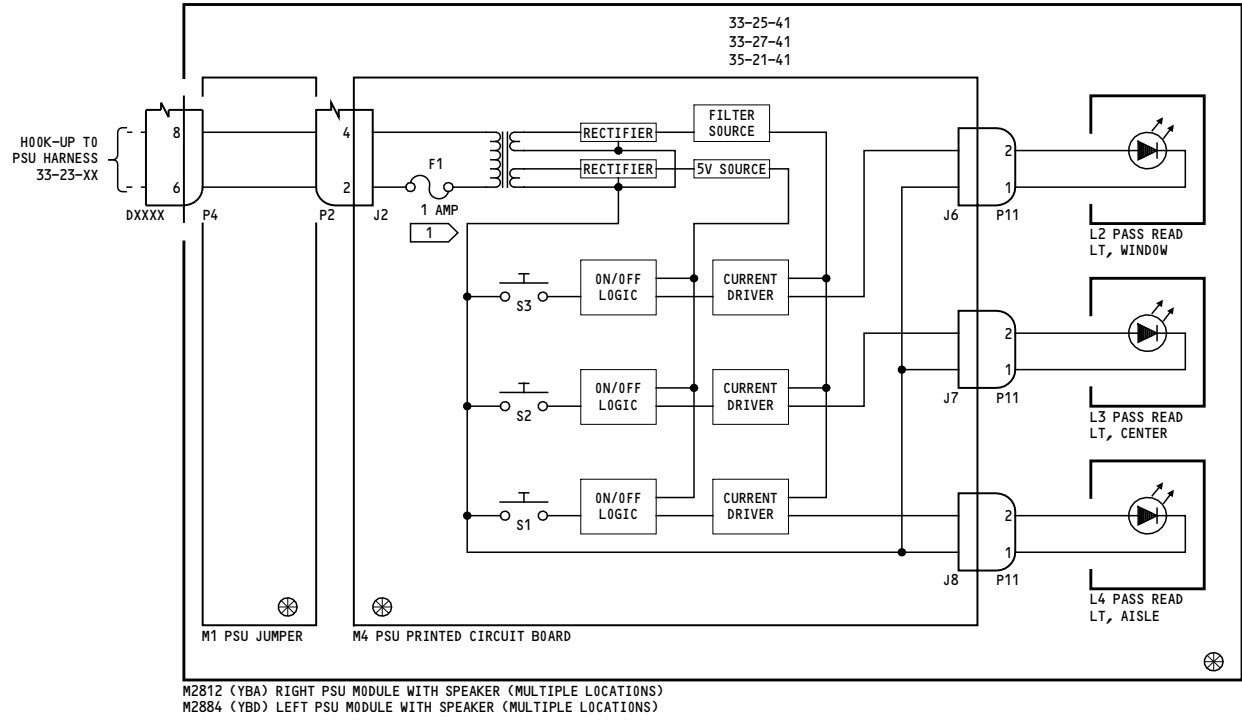 33-25-41
33-27-41
35-21-41
HOOK-UP TO
PSU HARNESS
33-23-XX
8
6
DXXXX
P4
P2
4
2
J2
F1
1 AMP
1
RECTIFIER
FILTER
SOURCE
RECTIFIER
5V SOURCE
S3
ON/OFF
LOGIC
CURRENT
DRIVER
S2
ON/OFF
LOGIC
CURRENT
DRIVER
S1
ON/OFF
LOGIC
CURRENT
DRIVER
2
1
J6
P11
L2 PASS READ
LT, WINDOW
2
1
J7
P11
L3 PASS READ
LT, CENTER
2
1
J8
P11
L4 PASS READ
LT, AISLE
M1 PSU JUMPER
M4 PSU PRINTED CIRCUIT BOARD
M2812 (YBA) RIGHT PSU MODULE WITH SPEAKER (MULTIPLE LOCATIONS)
M2884 (YBD) LEFT PSU MODULE WITH SPEAKER (MULTIPLE LOCATIONS)